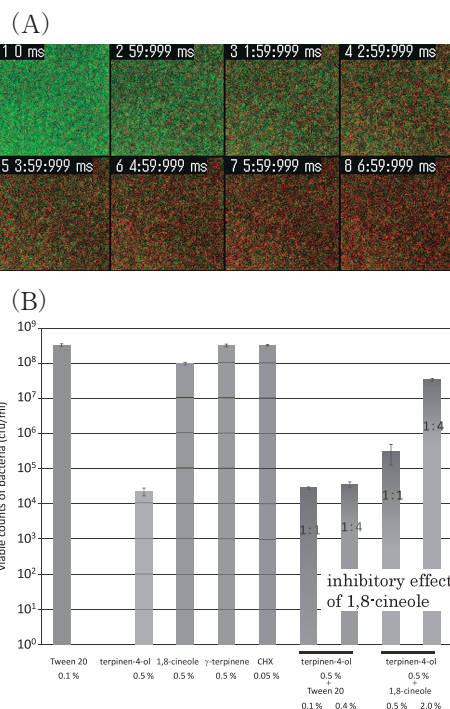 (A)
1 0 ms
2 59:999 ms
3 1:59:999 ms
4 2:59:999 ms
5 3:59:999 ms
6 4:59:999 ms
7 5:59:999 ms
8 6:59:999 ms
(B)
Viable counts of bacteria (cfu/ml)
10⁹
10⁸
10⁷
10⁶
10⁵
10⁴
10³
10²
10¹
10⁰
1:1
1:4
1:1
1:4
inhibitory effect
of 1,8-cineole
Tween 20
0.1 %
terpinen-4-ol
0.5 %
1,8-cineole
0.5 %
γ-terpinene
0.5 %
CHX
0.05 %
terpinen-4-ol
0.5 %
+
Tween 20
0.1 % 0.4 %
terpinen-4-ol
0.5 %
+
1,8-cineole
0.5 % 2.0 %